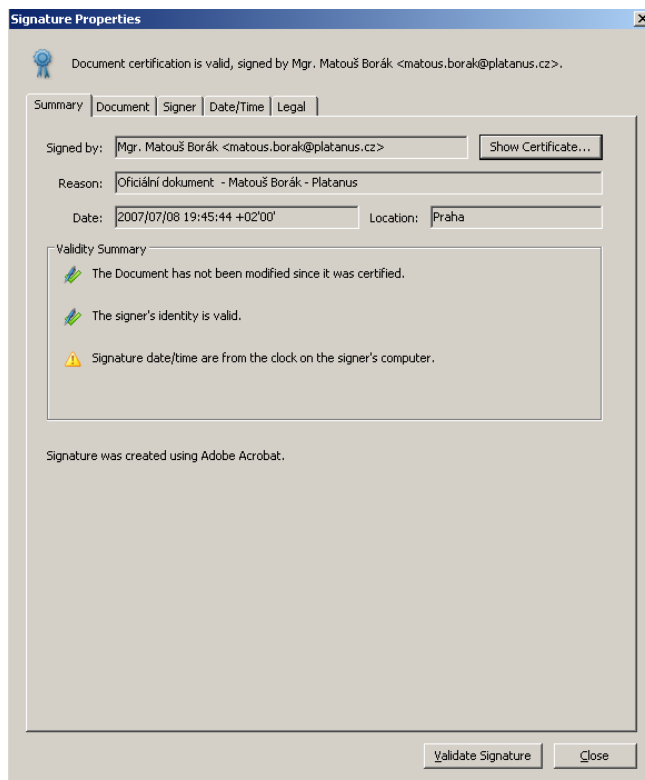 Signature Properties
Document certification is valid, signed by Mgr. Matouš Borák <matous.borak@platanus.cz>.
Summary Document Signer Date/Time Legal
Signed by: Mgr. Matouš Borák <matous.borak@platanus.cz> Show Certificate...
Reason: Oficiální dokument - Matouš Borák - Platanus
Date: 2007/07/08 19:45:44 +02'00' Location: Praha
Validity Summary
The Document has not been modified since it was certified.
The signer's identity is valid.
Signature date/time are from the clock on the signer's computer.
Signature was created using Adobe Acrobat.
Validate Signature Close